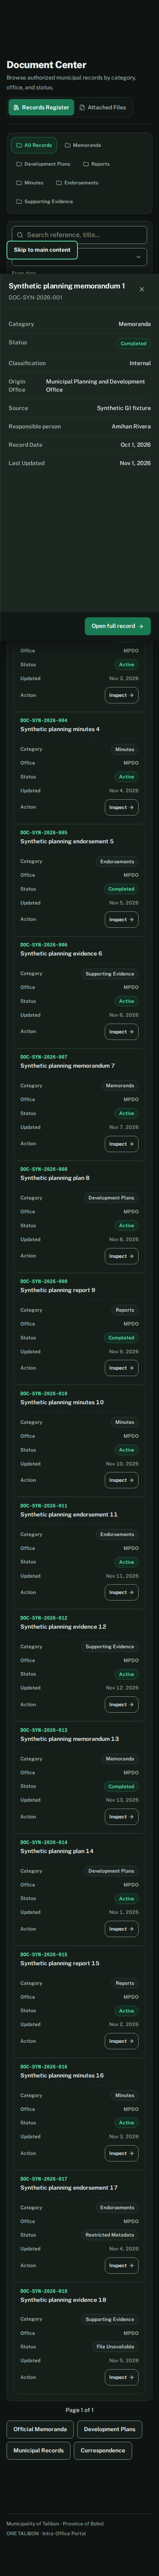 Document Center
Browse authorized municipal records by category,
office, and status.
Records Register
Attached Files
All Records
Memoranda
Development Plans
Reports
Minutes
Endorsements
Supporting Evidence
Search reference, title...
Skip to main content
Synthetic planning memorandum 1
DOC-SYN-2026-001
Category
Memoranda
Status
Completed
Classification
Internal
Origin Office
Municipal Planning and Development Office
Source
Synthetic G1 fixture
Responsible person
Amihan Rivera
Record Date
Oct 1, 2026
Last Updated
Nov 1, 2026
Open full record
Office
MPDO
Status
Active
Updated
Nov 3, 2026
Action
Inspect
DOC-SYN-2026-004
Synthetic planning minutes 4
Category
Minutes
Office
MPDO
Status
Active
Updated
Nov 4, 2026
Action
Inspect
DOC-SYN-2026-005
Synthetic planning endorsement 5
Category
Endorsements
Office
MPDO
Status
Completed
Updated
Nov 5, 2026
Action
Inspect
DOC-SYN-2026-006
Synthetic planning evidence 6
Category
Supporting Evidence
Office
MPDO
Status
Active
Updated
Nov 6, 2026
Action
Inspect
DOC-SYN-2026-007
Synthetic planning memorandum 7
Category
Memoranda
Office
MPDO
Status
Active
Updated
Nov 7, 2026
Action
Inspect
DOC-SYN-2026-008
Synthetic planning plan 8
Category
Development Plans
Office
MPDO
Status
Active
Updated
Nov 8, 2026
Action
Inspect
DOC-SYN-2026-009
Synthetic planning report 9
Category
Reports
Office
MPDO
Status
Completed
Updated
Nov 9, 2026
Action
Inspect
DOC-SYN-2026-010
Synthetic planning minutes 10
Category
Minutes
Office
MPDO
Status
Active
Updated
Nov 10, 2026
Action
Inspect
DOC-SYN-2026-011
Synthetic planning endorsement 11
Category
Endorsements
Office
MPDO
Status
Active
Updated
Nov 11, 2026
Action
Inspect
DOC-SYN-2026-012
Synthetic planning evidence 12
Category
Supporting Evidence
Office
MPDO
Status
Active
Updated
Nov 12, 2026
Action
Inspect
DOC-SYN-2026-013
Synthetic planning memorandum 13
Category
Memoranda
Office
MPDO
Status
Completed
Updated
Nov 13, 2026
Action
Inspect
DOC-SYN-2026-014
Synthetic planning plan 14
Category
Development Plans
Office
MPDO
Status
Active
Updated
Nov 1, 2026
Action
Inspect
DOC-SYN-2026-015
Synthetic planning report 15
Category
Reports
Office
MPDO
Status
Active
Updated
Nov 2, 2026
Action
Inspect
DOC-SYN-2026-016
Synthetic planning minutes 16
Category
Minutes
Office
MPDO
Status
Active
Updated
Nov 3, 2026
Action
Inspect
DOC-SYN-2026-017
Synthetic planning endorsement 17
Category
Endorsements
Office
MPDO
Status
Restricted Metadata
Updated
Nov 4, 2026
Action
Inspect
DOC-SYN-2026-018
Synthetic planning evidence 18
Category
Supporting Evidence
Office
MPDO
Status
File Unavailable
Updated
Nov 5, 2026
Action
Inspect
Page 1 of 1
Official Memoranda
Development Plans
Municipal Records
Correspondence
Municipality of Talibon · Province of Bohol
ONE TALIBON · Intra-Office Portal